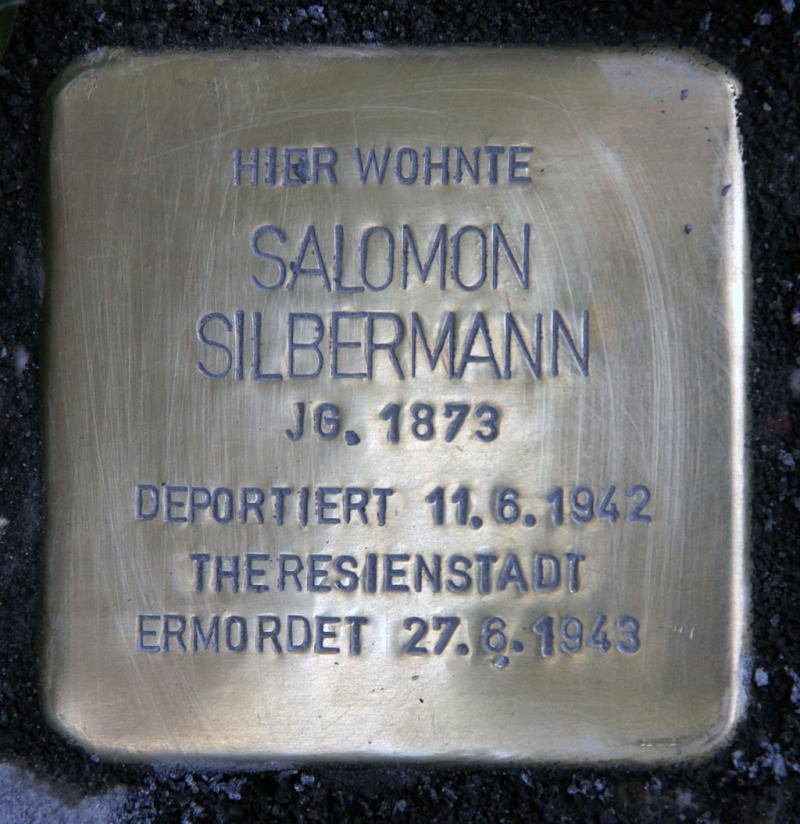 HIER WOHNTE
SALOMON
SILBERMANN
JG. 1873
DEPORTIERT 11.6.1942
THERESIENSTADT
ERMORDET 27.6.1943